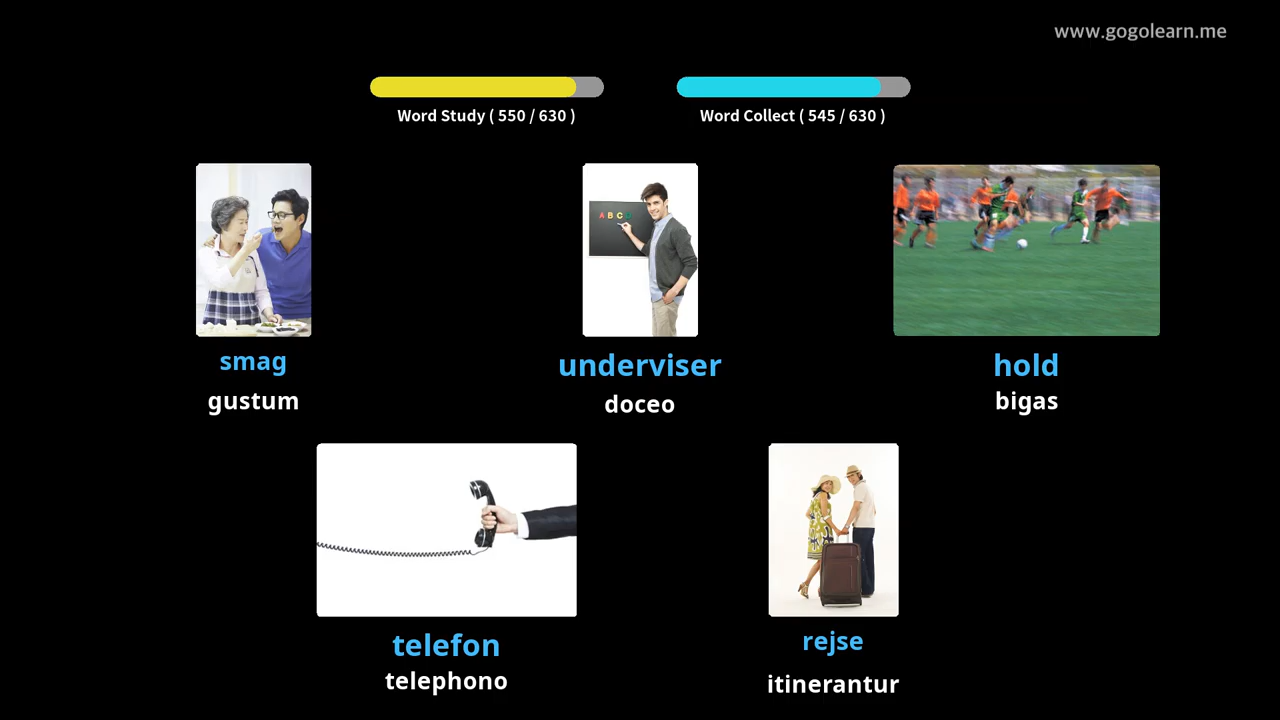 www.gogolearn.me
Word Study ( 550 / 630 )
Word Collect ( 545 / 630 )
A B C
smag
underviser
hold
gustum
doceo
bigas
telefon
rejse
telephono
itinerantur